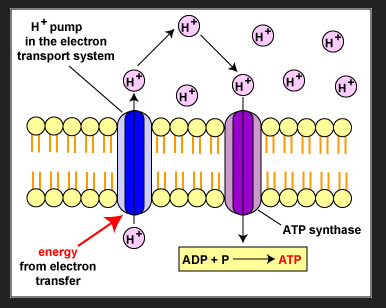 H+ pump
in the electron
transport system
H+
H+
H+
H+
H+
H+
H+
H+
H+
ATP synthase
energy
from electron
transfer
ADP + P ATP